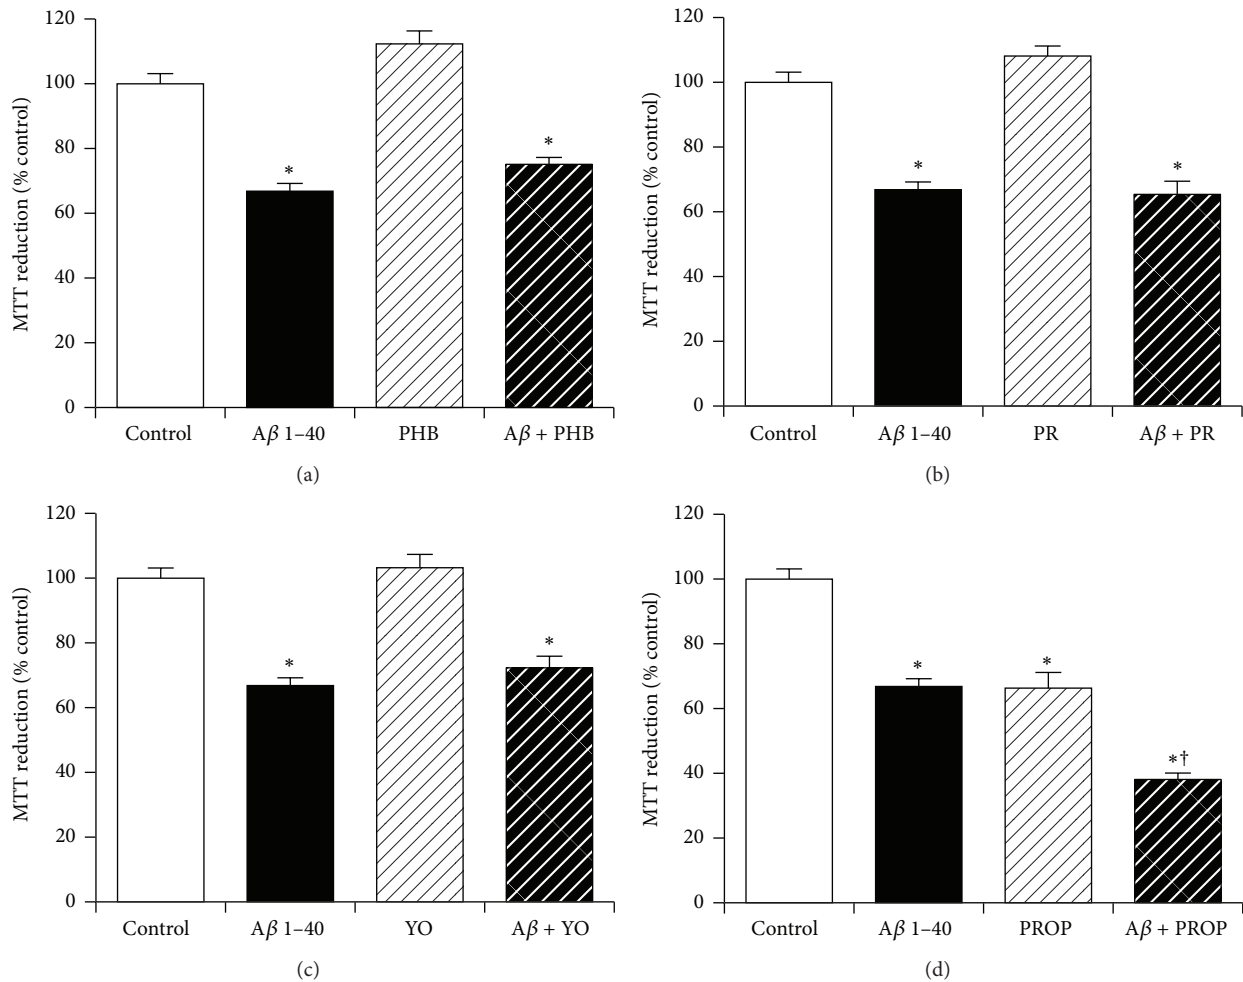 MTT reduction (% control)
120
100
80
60
40
20
0
*
*
Control
Aβ 1–40
PHB
Aβ + PHB
(a)
MTT reduction (% control)
120
100
80
60
40
20
0
*
*
Control
Aβ 1–40
PR
Aβ + PR
(b)
MTT reduction (% control)
120
100
80
60
40
20
0
*
*
Control
Aβ 1–40
YO
Aβ + YO
(c)
MTT reduction (% control)
120
100
80
60
40
20
0
*
*
*†
Control
Aβ 1–40
PROP
Aβ + PROP
(d)